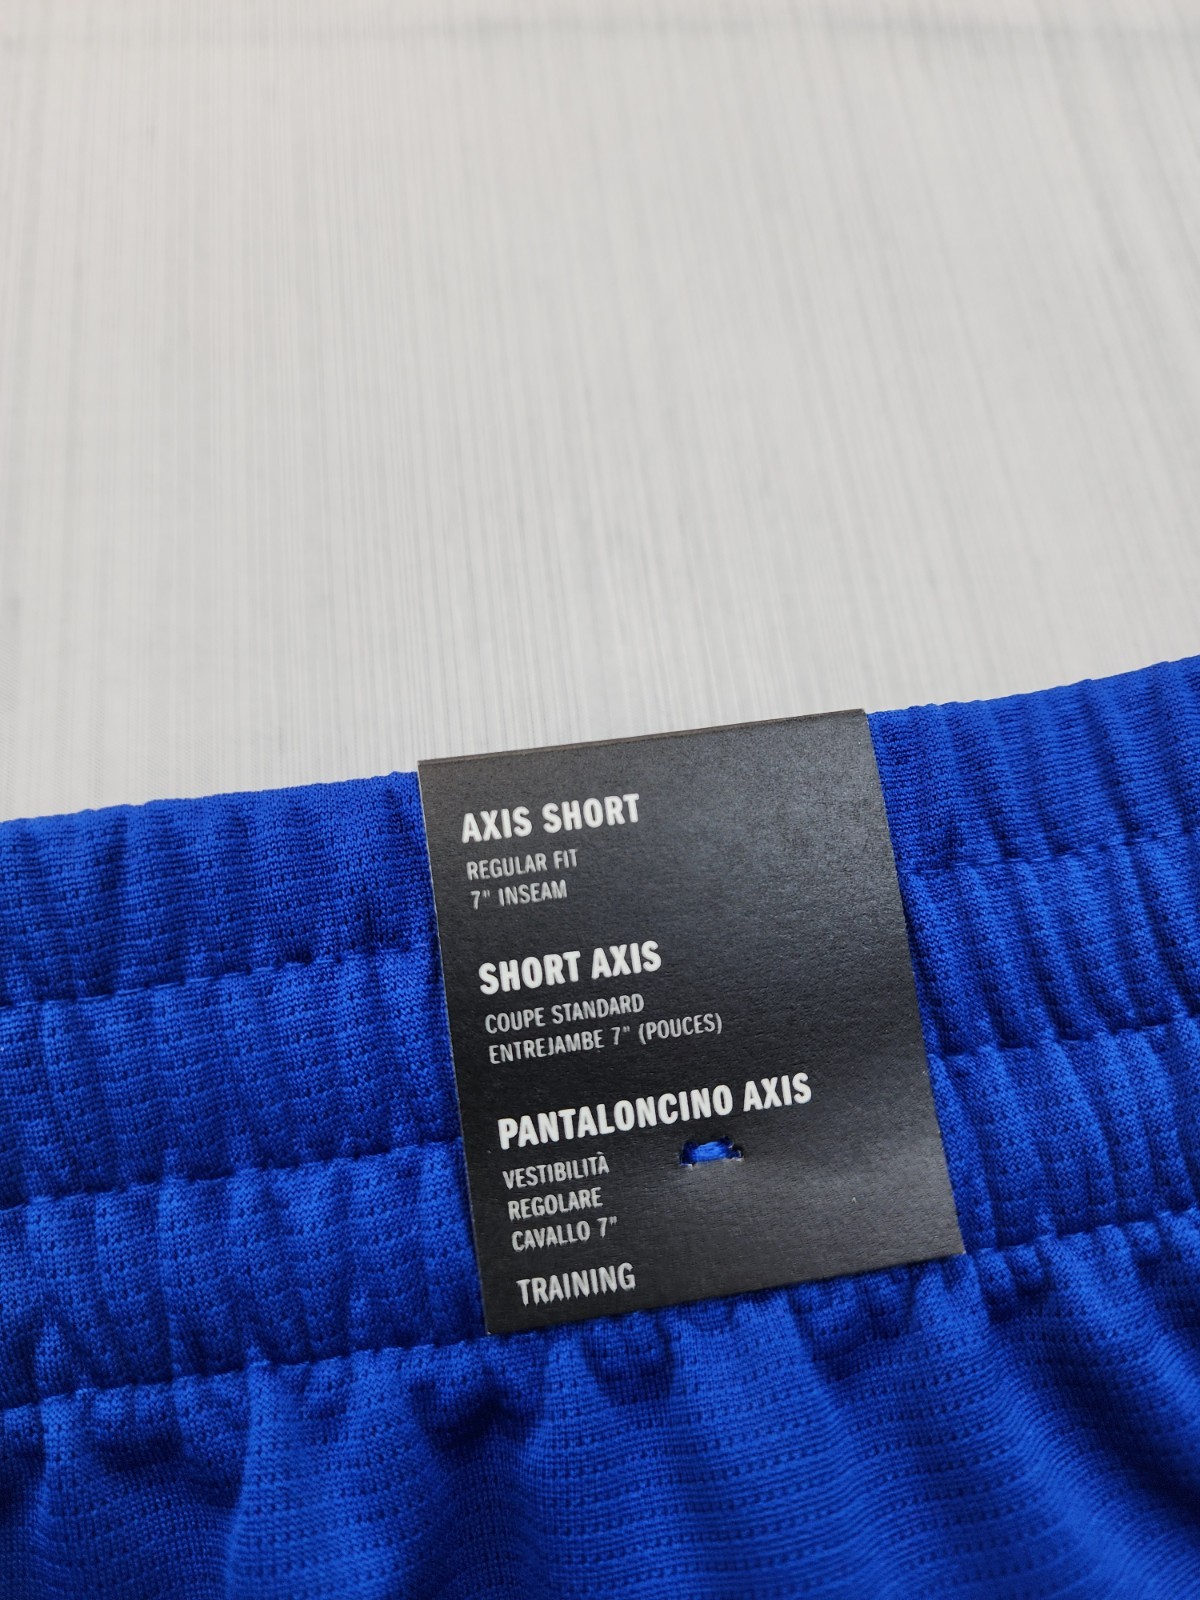 AXIS SHORT
REGULAR FIT
7" INSEAM
SHORT AXIS
COUPE STANDARD
ENTREJAMBE 7" (POUCES)
PANTALONCINO AXIS
VESTIBILITÀ
REGOLARE
CAVALLO 7"
TRAINING